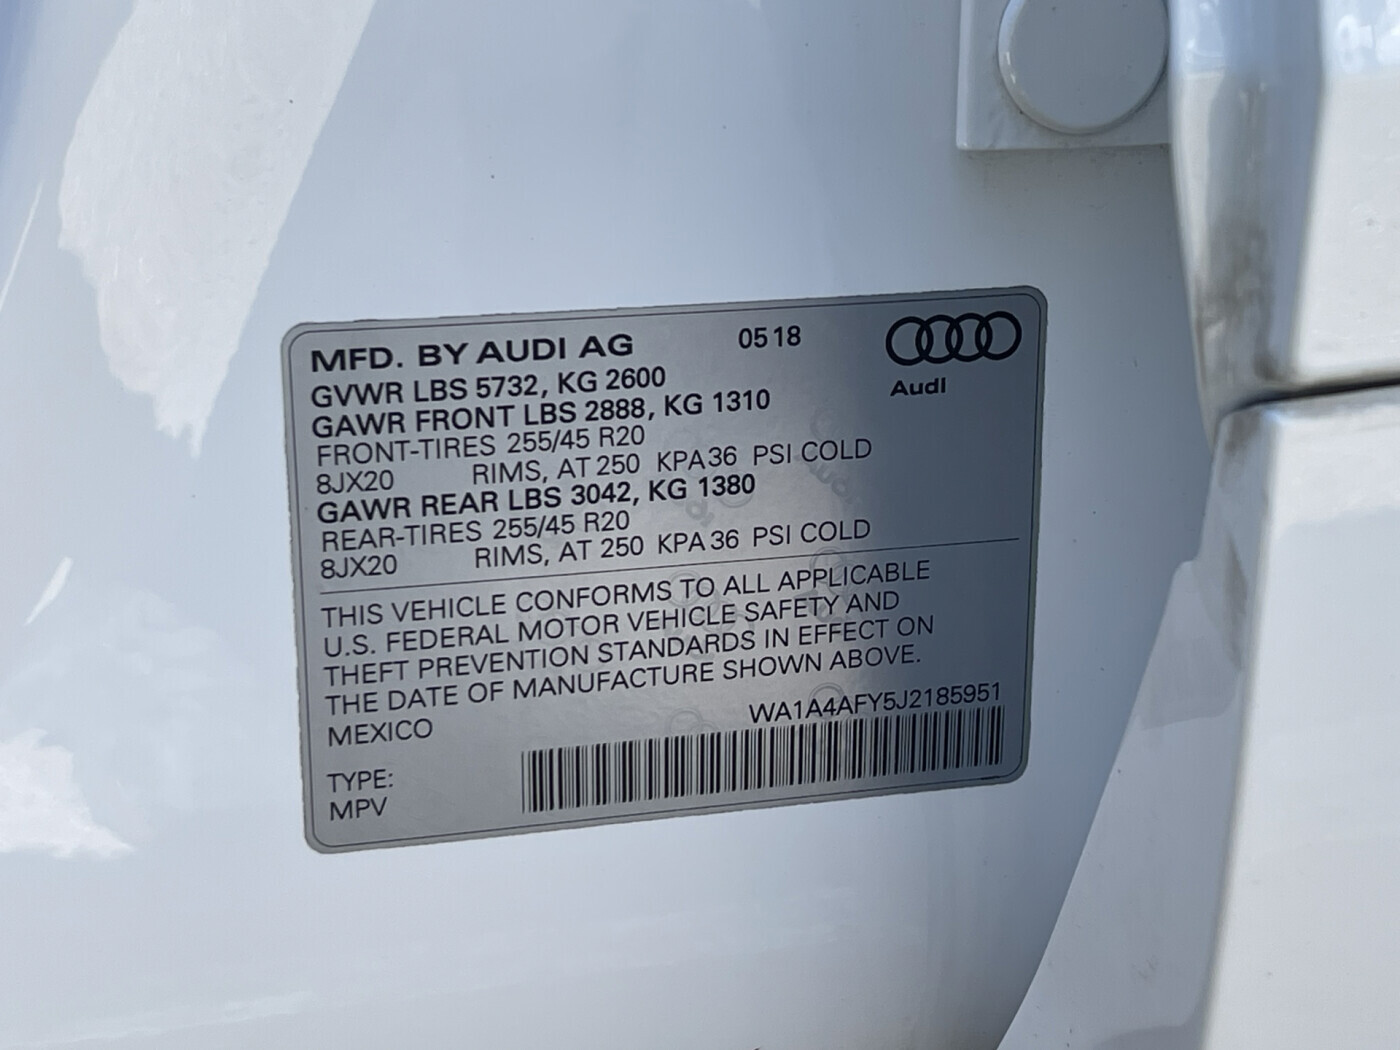 MFD. BY AUDI AG 0518
Audi
GVWR LBS 5732, KG 2600
GAWR FRONT LBS 2888, KG 1310
FRONT-TIRES 255/45 R20
8JX20 RIMS, AT 250 KPA 36 PSI COLD
GAWR REAR LBS 3042, KG 1380
REAR-TIRES 255/45 R20
8JX20 RIMS, AT 250 KPA 36 PSI COLD
THIS VEHICLE CONFORMS TO ALL APPLICABLE
U.S. FEDERAL MOTOR VEHICLE SAFETY AND
THEFT PREVENTION STANDARDS IN EFFECT ON
THE DATE OF MANUFACTURE SHOWN ABOVE.
MEXICO WA1A4AFY5J2185951
TYPE:
MPV